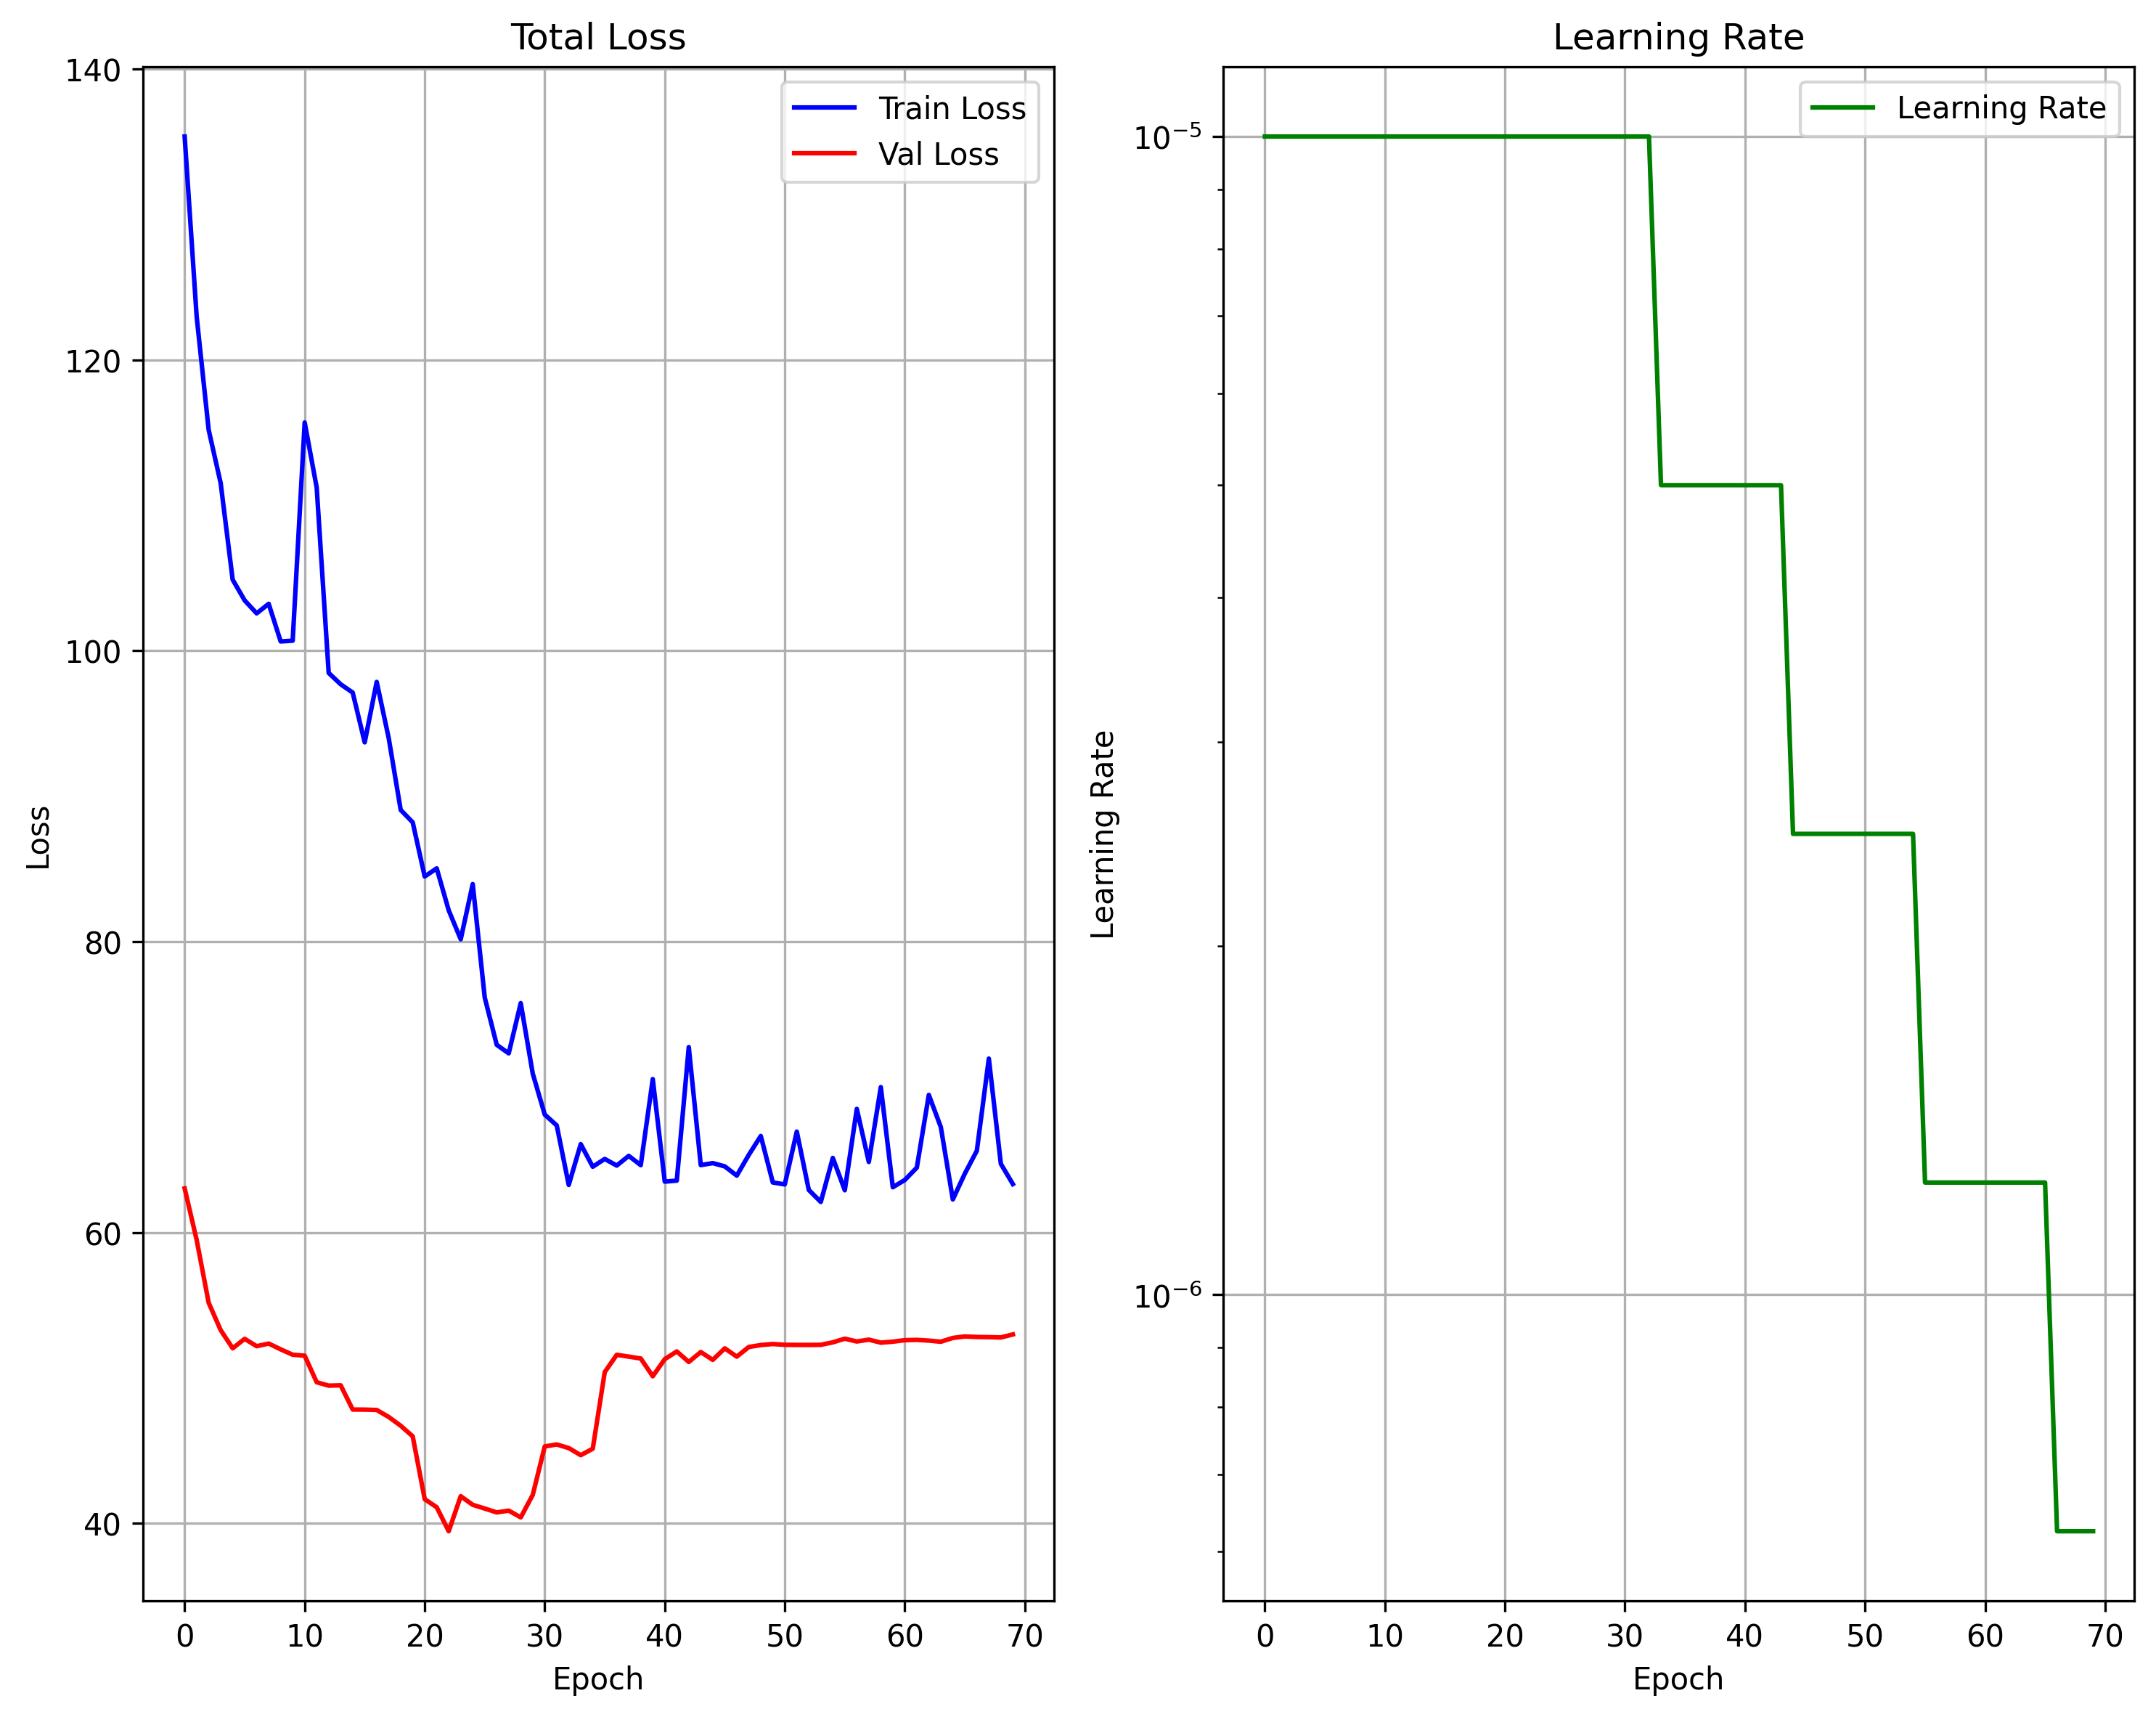 Total Loss
140
120
100
80
60
40
Loss
0 10 20 30 40 50 60 70
Epoch
Train Loss
Val Loss
Learning Rate
10⁻⁵
10⁻⁶
Learning Rate
0 10 20 30 40 50 60 70
Epoch
Learning Rate